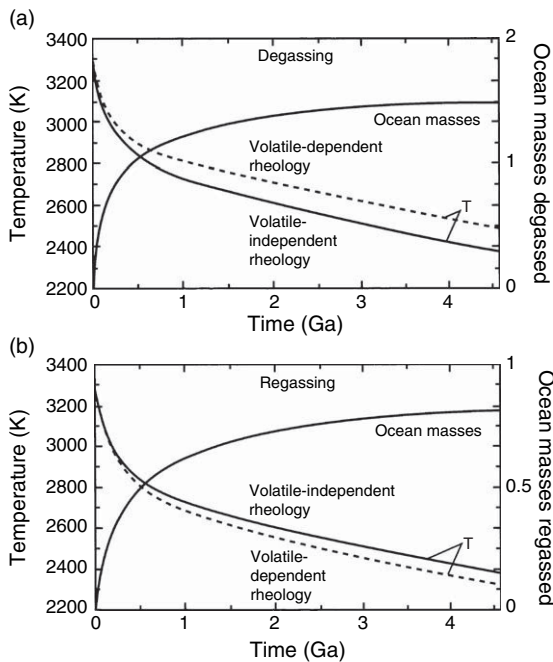 (a)
3400
3200
3000
2800
2600
2400
2200
Temperature (K)
Degassing
Ocean masses
Volatile-dependent
rheology
T
Volatile-
independent
rheology
2
1
0
Ocean masses degassed
0
1
2
3
4
Time (Ga)
(b)
3400
3200
3000
2800
2600
2400
2200
Temperature (K)
Regassing
Ocean masses
Volatile-independent
rheology
T
Volatile-
dependent
rheology
1
0.5
0
Ocean masses regassed
0
1
2
3
4
Time (Ga)